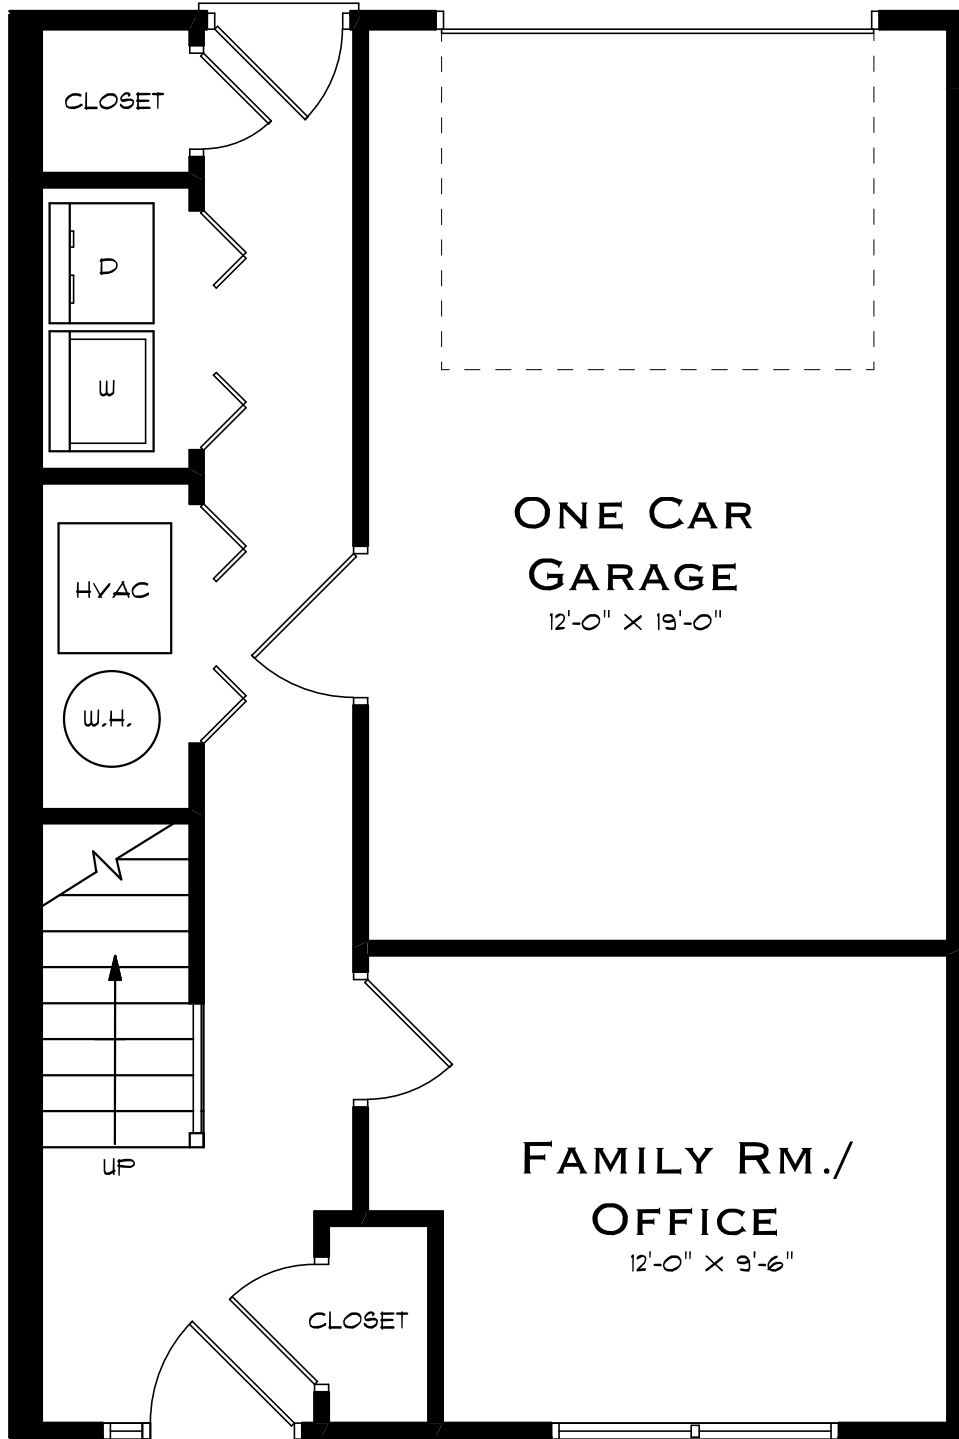 CLOSET
D
W
ONE CAR
GARAGE
12'-0" X 19'-0"
HVAC
W.H.
UP
FAMILY RM./
OFFICE
12'-0" X 9'-6"
CLOSET